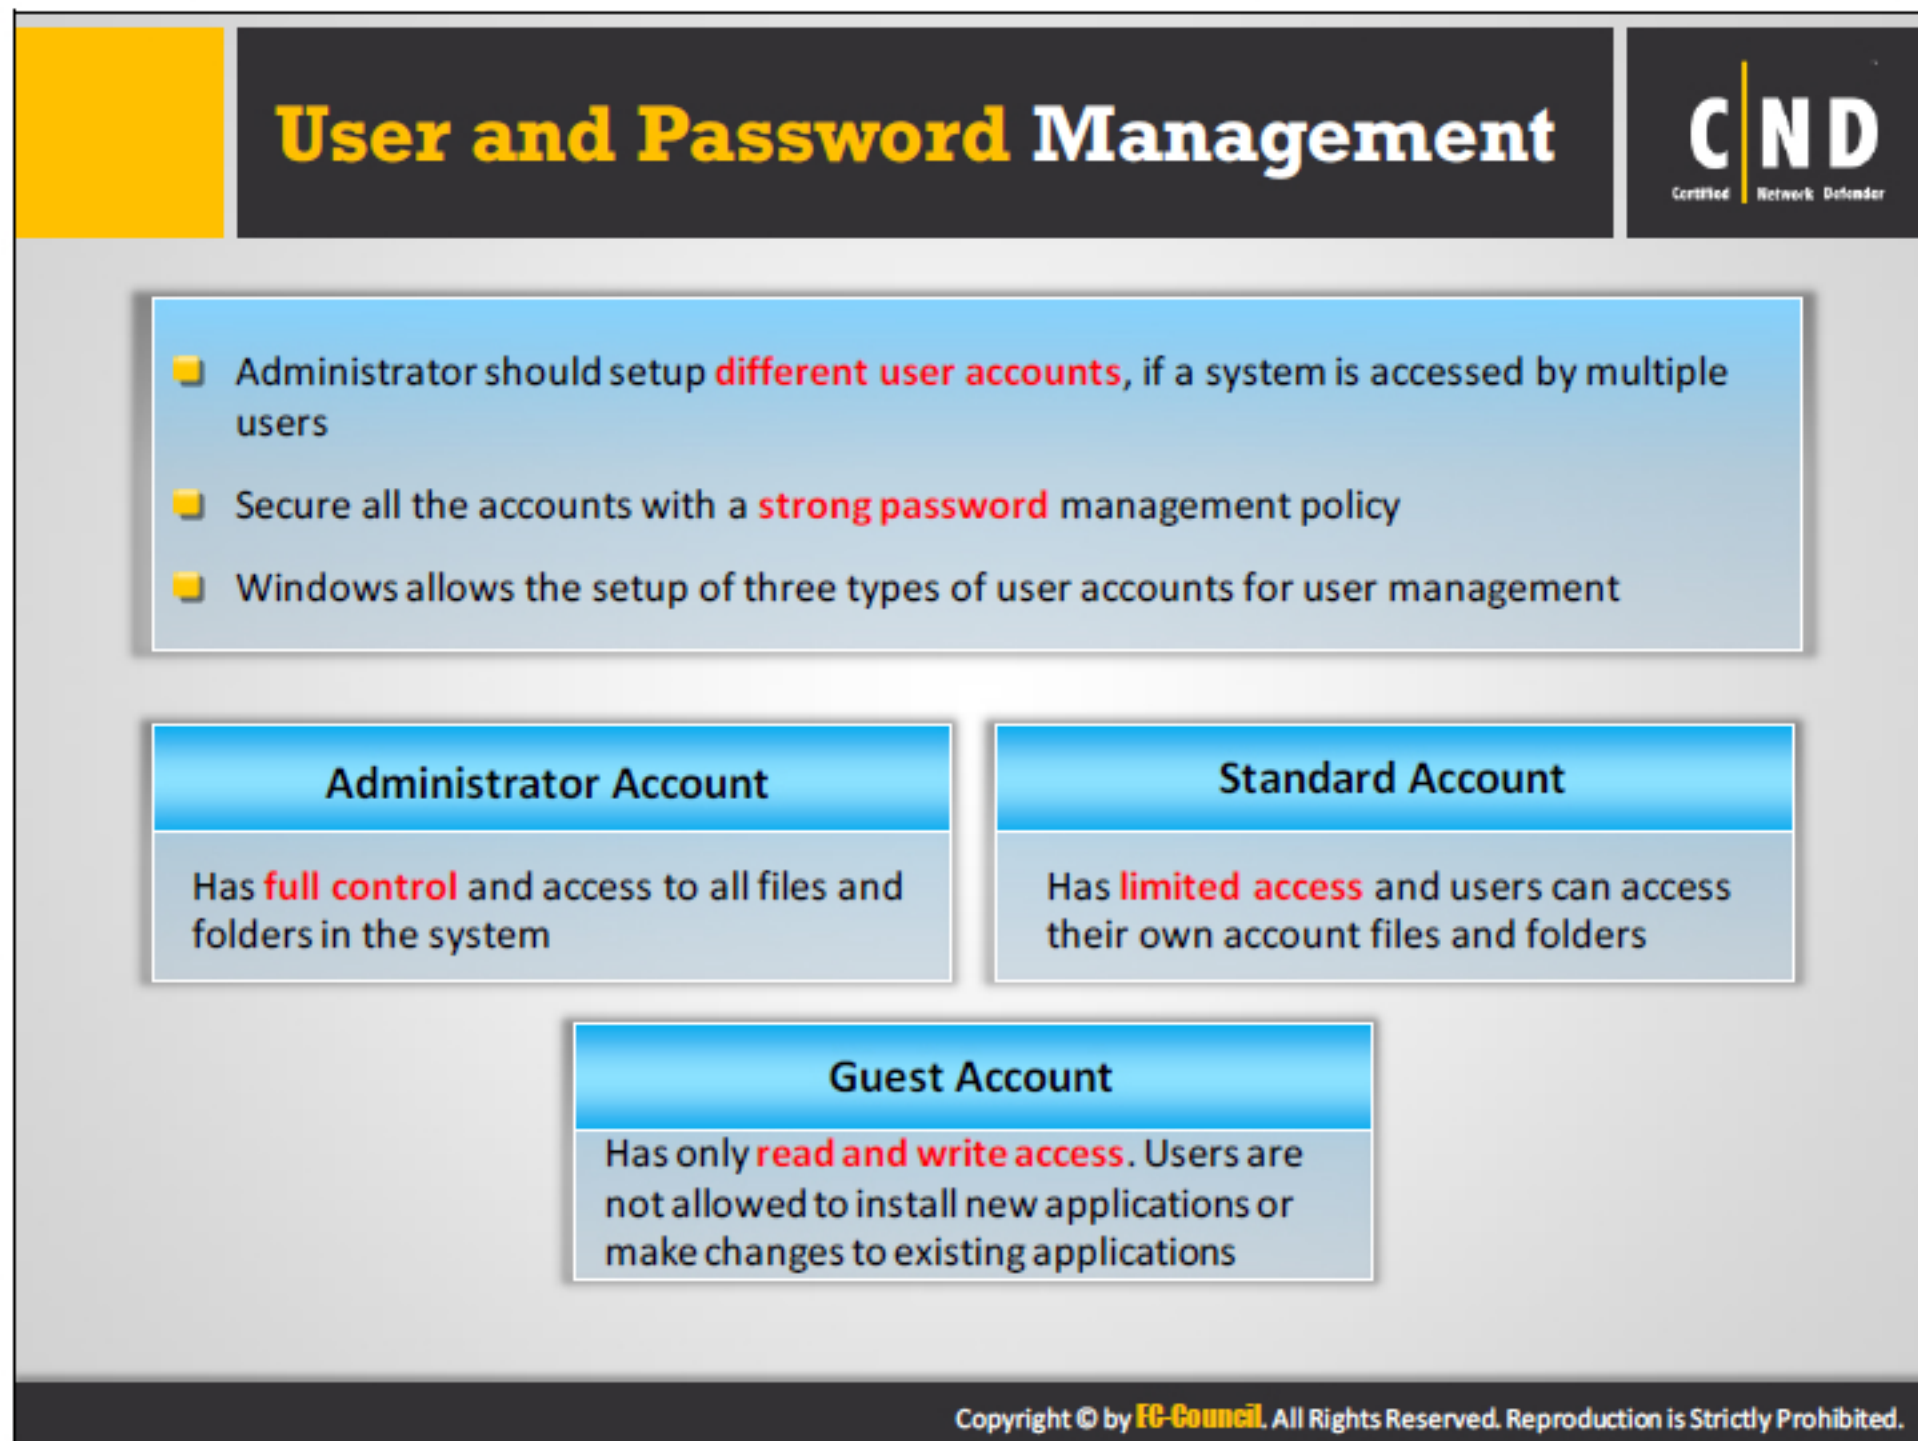 User and Password Management
C|ND
Certified Network Defender
Administrator should setup different user accounts, if a system is accessed by multiple
users
Secure all the accounts with a strong password management policy
Windows allows the setup of three types of user accounts for user management
Administrator Account
Has full control and access to all files and
folders in the system
Standard Account
Has limited access and users can access
their own account files and folders
Guest Account
Has only read and write access. Users are
not allowed to install new applications or
make changes to existing applications
Copyright © by EC-Council. All Rights Reserved. Reproduction is Strictly Prohibited.